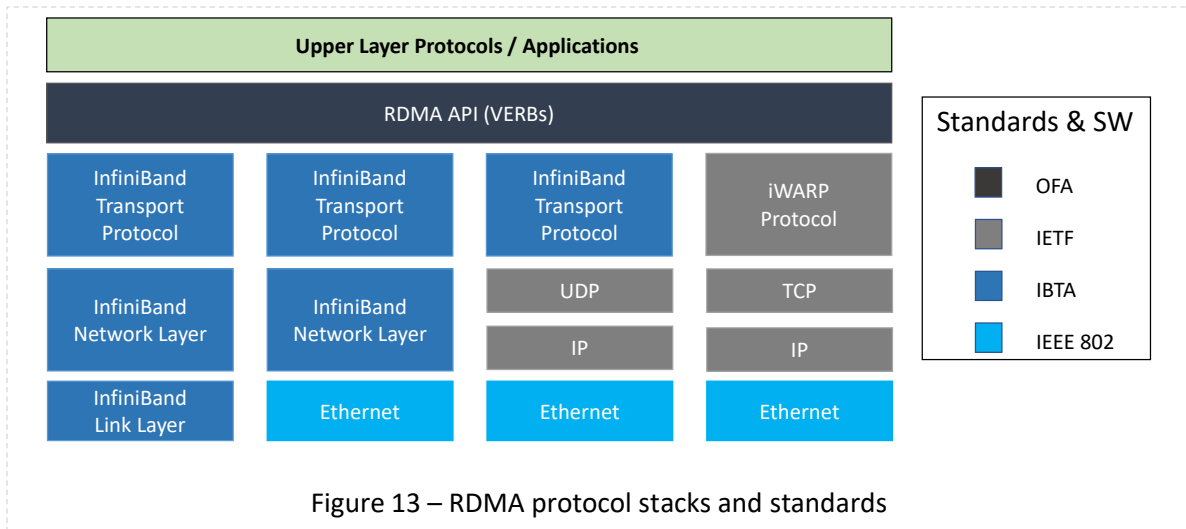 Upper Layer Protocols / Applications
RDMA API (VERBs)
InfiniBand
Transport
Protocol
InfiniBand
Transport
Protocol
InfiniBand
Transport
Protocol
iWARP
Protocol
InfiniBand
Network Layer
InfiniBand
Network Layer
UDP
IP
TCP
IP
InfiniBand
Link Layer
Ethernet
Ethernet
Ethernet
Standards & SW
OFA
IETF
IBTA
IEEE 802
Figure 13 – RDMA protocol stacks and standards